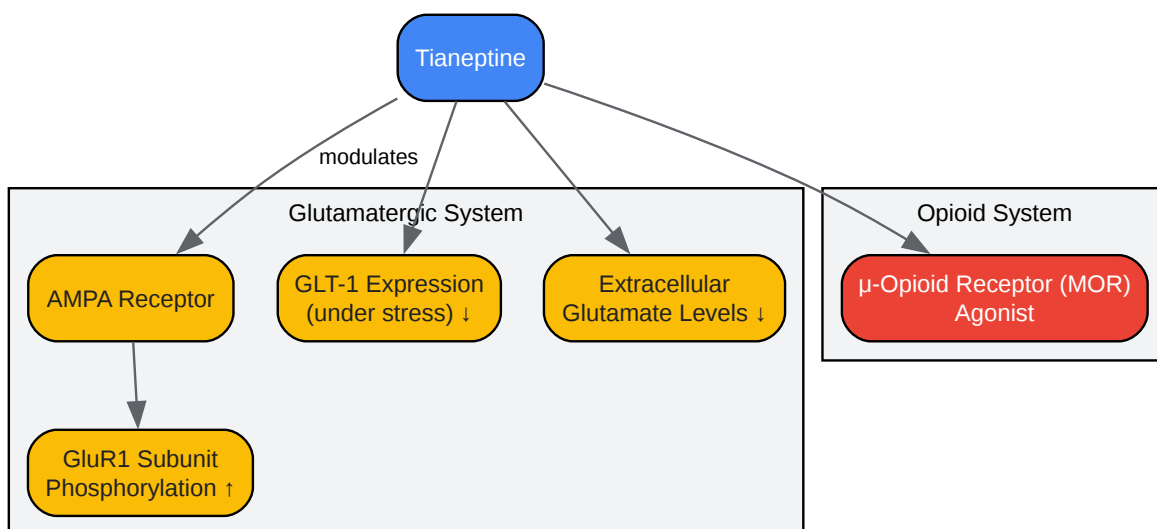 Tianeptine
modulates
Glutamatergic System
Opioid System
AMPA Receptor
GLT-1 Expression
(under stress) ↓
Extracellular
Glutamate Levels ↓
μ-Opioid Receptor (MOR)
Agonist
GluR1 Subunit
Phosphorylation ↑